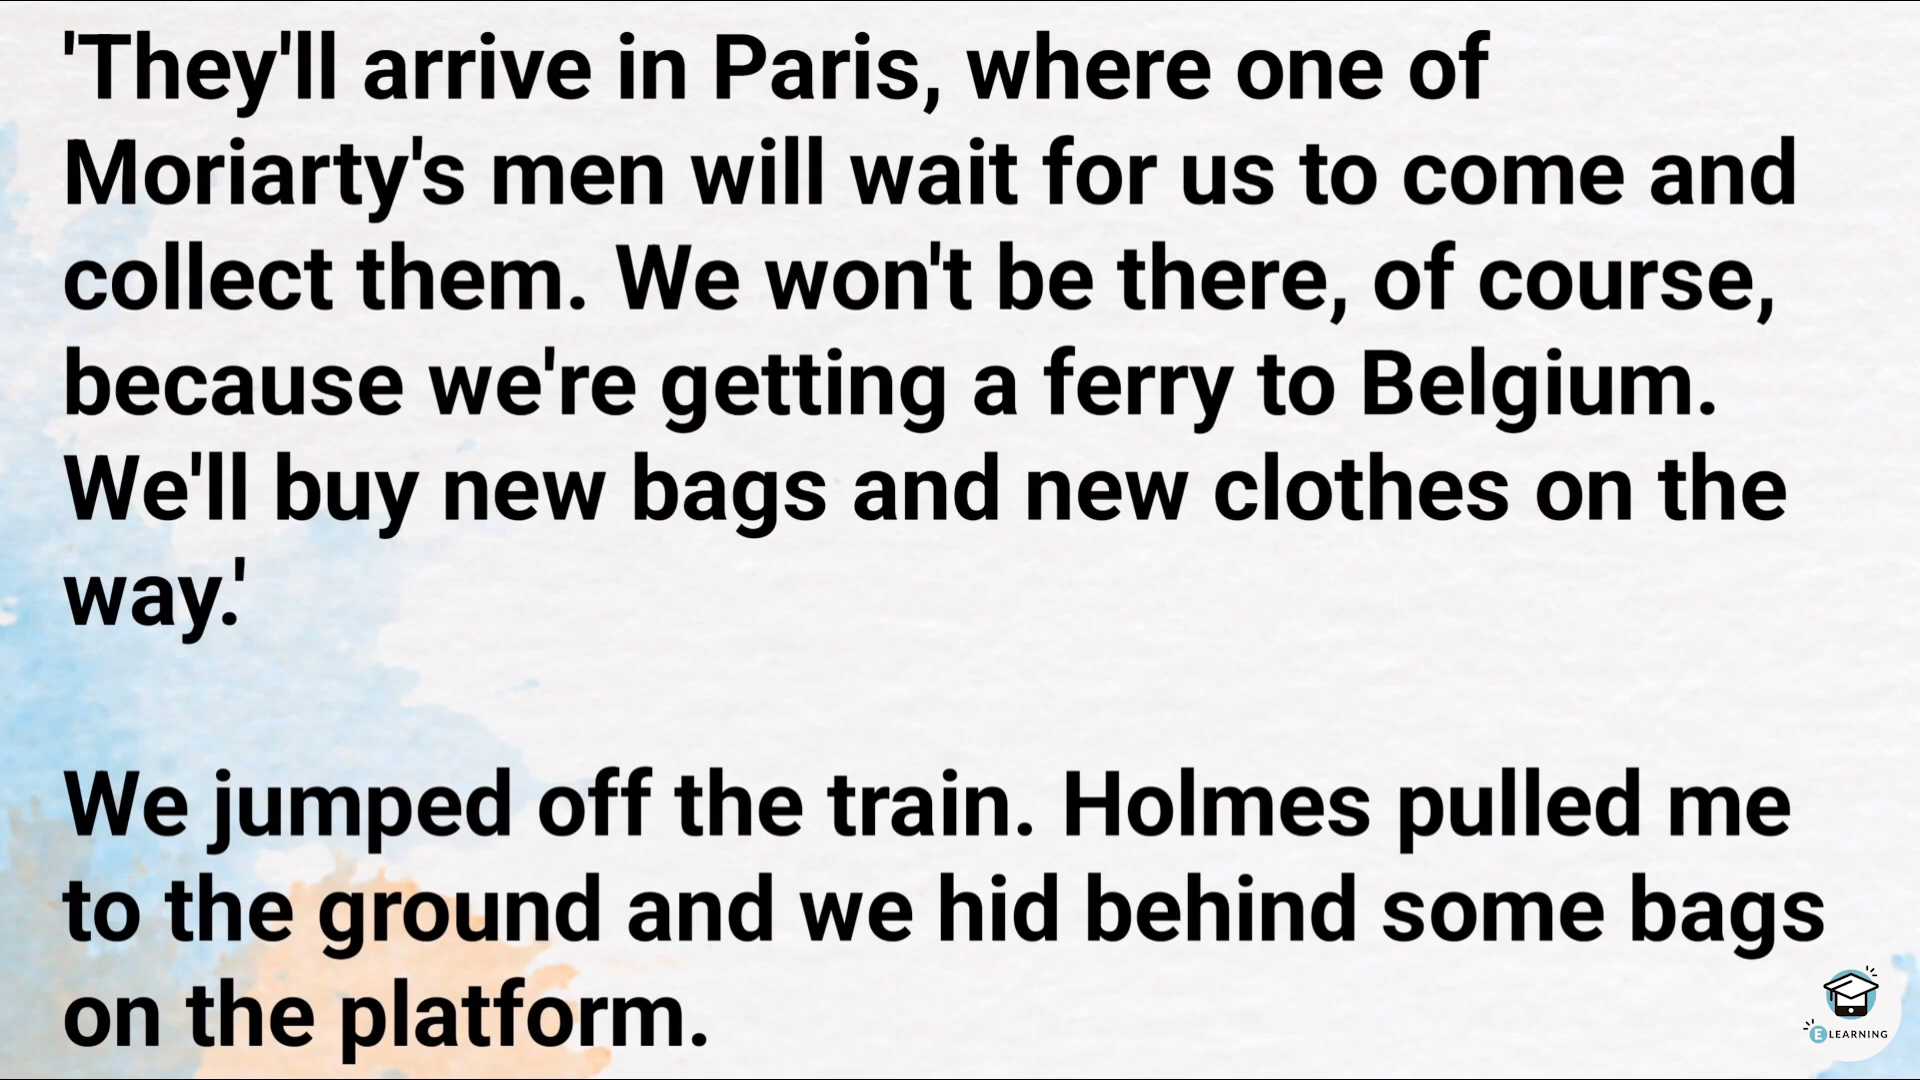 'They'll arrive in Paris, where one of
Moriarty's men will wait for us to come and
collect them. We won't be there, of course,
because we're getting a ferry to Belgium.
We'll buy new bags and new clothes on the
way.'
We jumped off the train. Holmes pulled me
to the ground and we hid behind some bags
on the platform.
E LEARNING